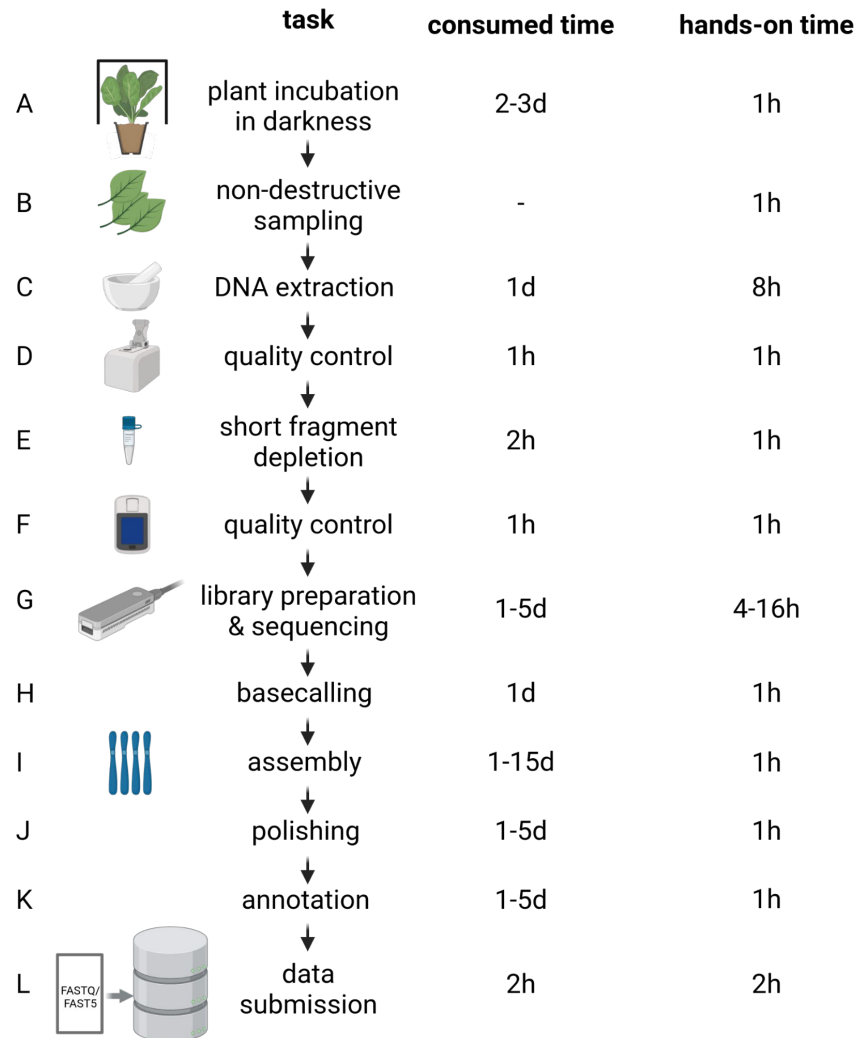 task consumed time hands-on time
A plant incubation in darkness 2-3d 1h
B non-destructive sampling - 1h
C DNA extraction 1d 8h
D quality control 1h 1h
E short fragment depletion 2h 1h
F quality control 1h 1h
G library preparation & sequencing 1-5d 4-16h
H basecalling 1d 1h
I assembly 1-15d 1h
J polishing 1-5d 1h
K annotation 1-5d 1h
L FASTQ/ FAST5 data submission 2h 2h